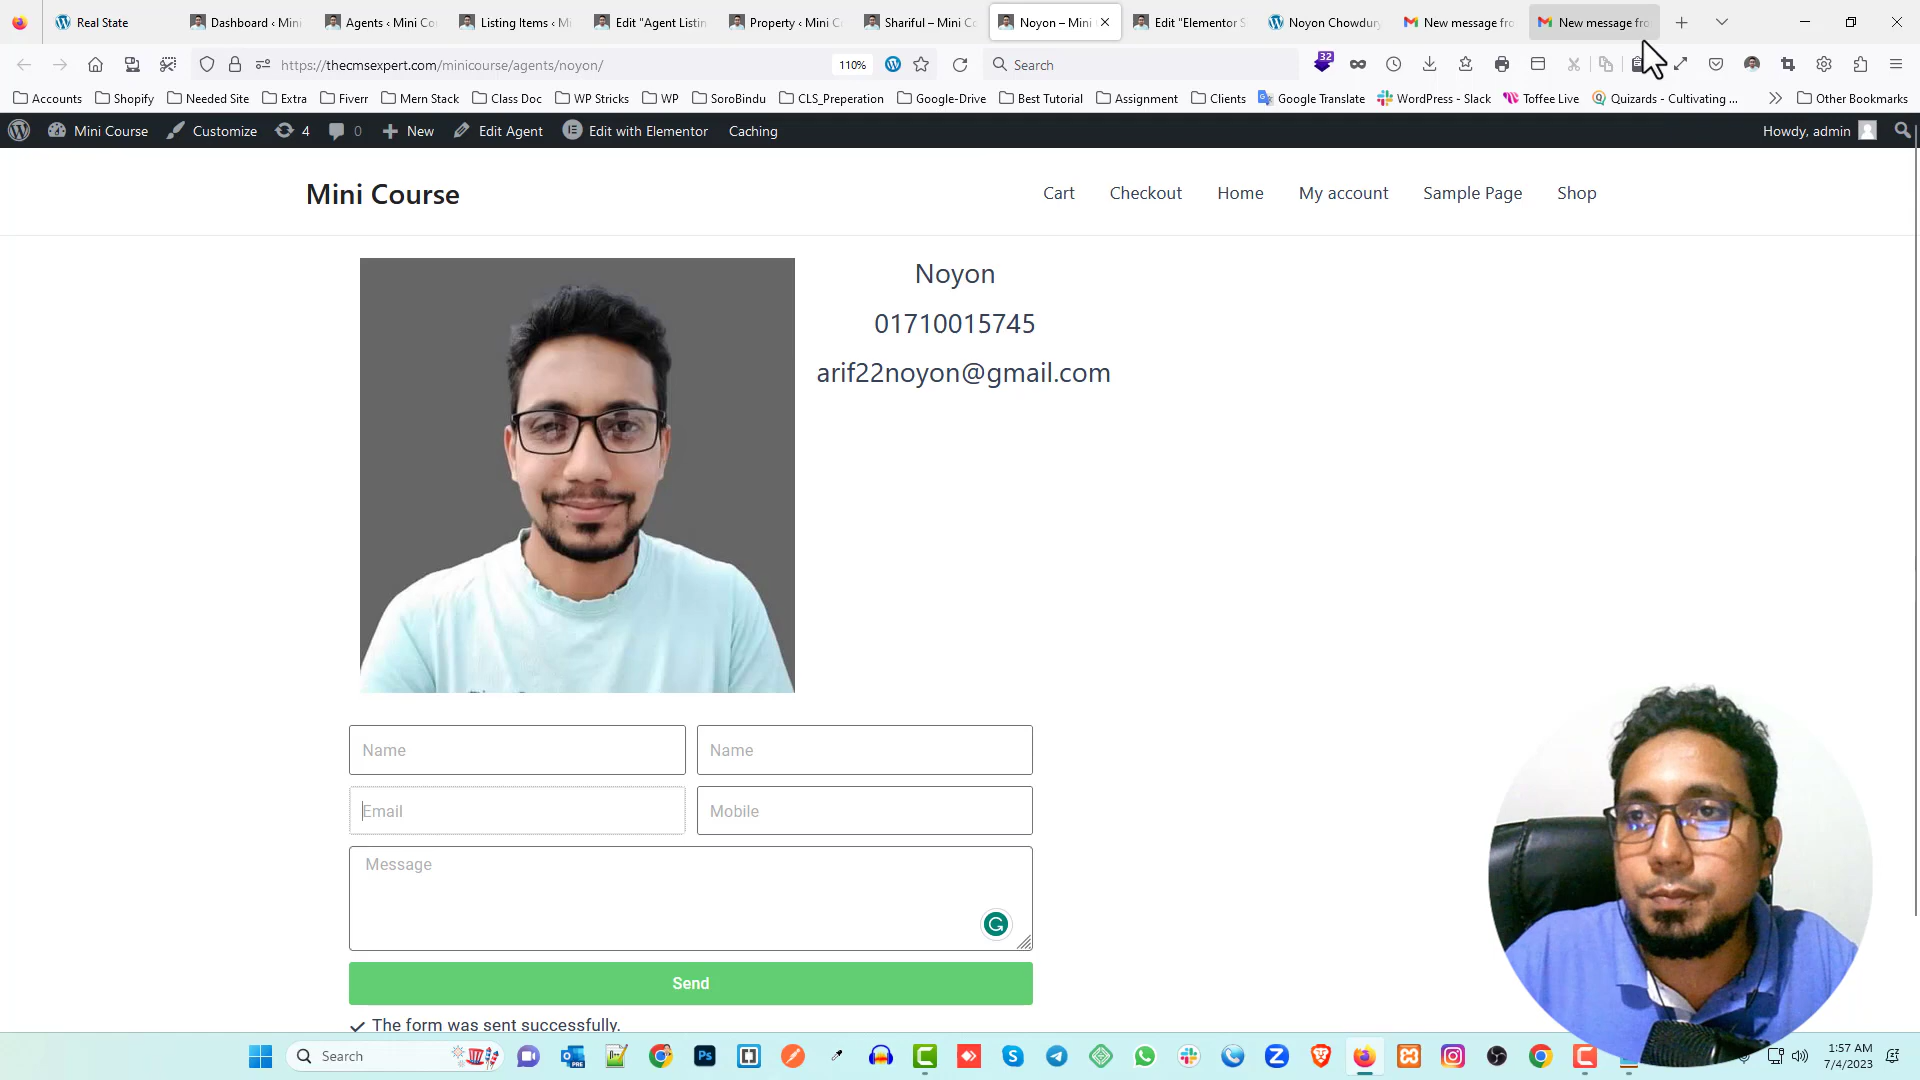 Real State
Dashboard ‹ Mini
Agents ‹ Mini Co
Listing Items ‹ M
Edit "Agent Listin
Property ‹ Mini C
Shariful – Mini Co
Noyon – Mini
Edit "Elementor S
Noyon Chowdury
New message fro
New message fro
https://thecmsexpert.com/minicourse/agents/noyon/
110%
Search
32
Accounts
Shopify
Needed Site
Extra
Fiverr
Mern Stack
Class Doc
WP Stricks
WP
SoroBindu
CLS_Preperation
Google-Drive
Best Tutorial
Assignment
Clients
Google Translate
WordPress - Slack
Toffee Live
Quizards - Cultivating ...
Other Bookmarks
Mini Course
Customize
4
0
New
Edit Agent
Edit with Elementor
Caching
Howdy, admin
Mini Course
Cart
Checkout
Home
My account
Sample Page
Shop
Noyon
01710015745
arif22noyon@gmail.com
Name
Name
Email
Mobile
Message
Send
The form was sent successfully.
Search
1:57 AM
7/4/2023